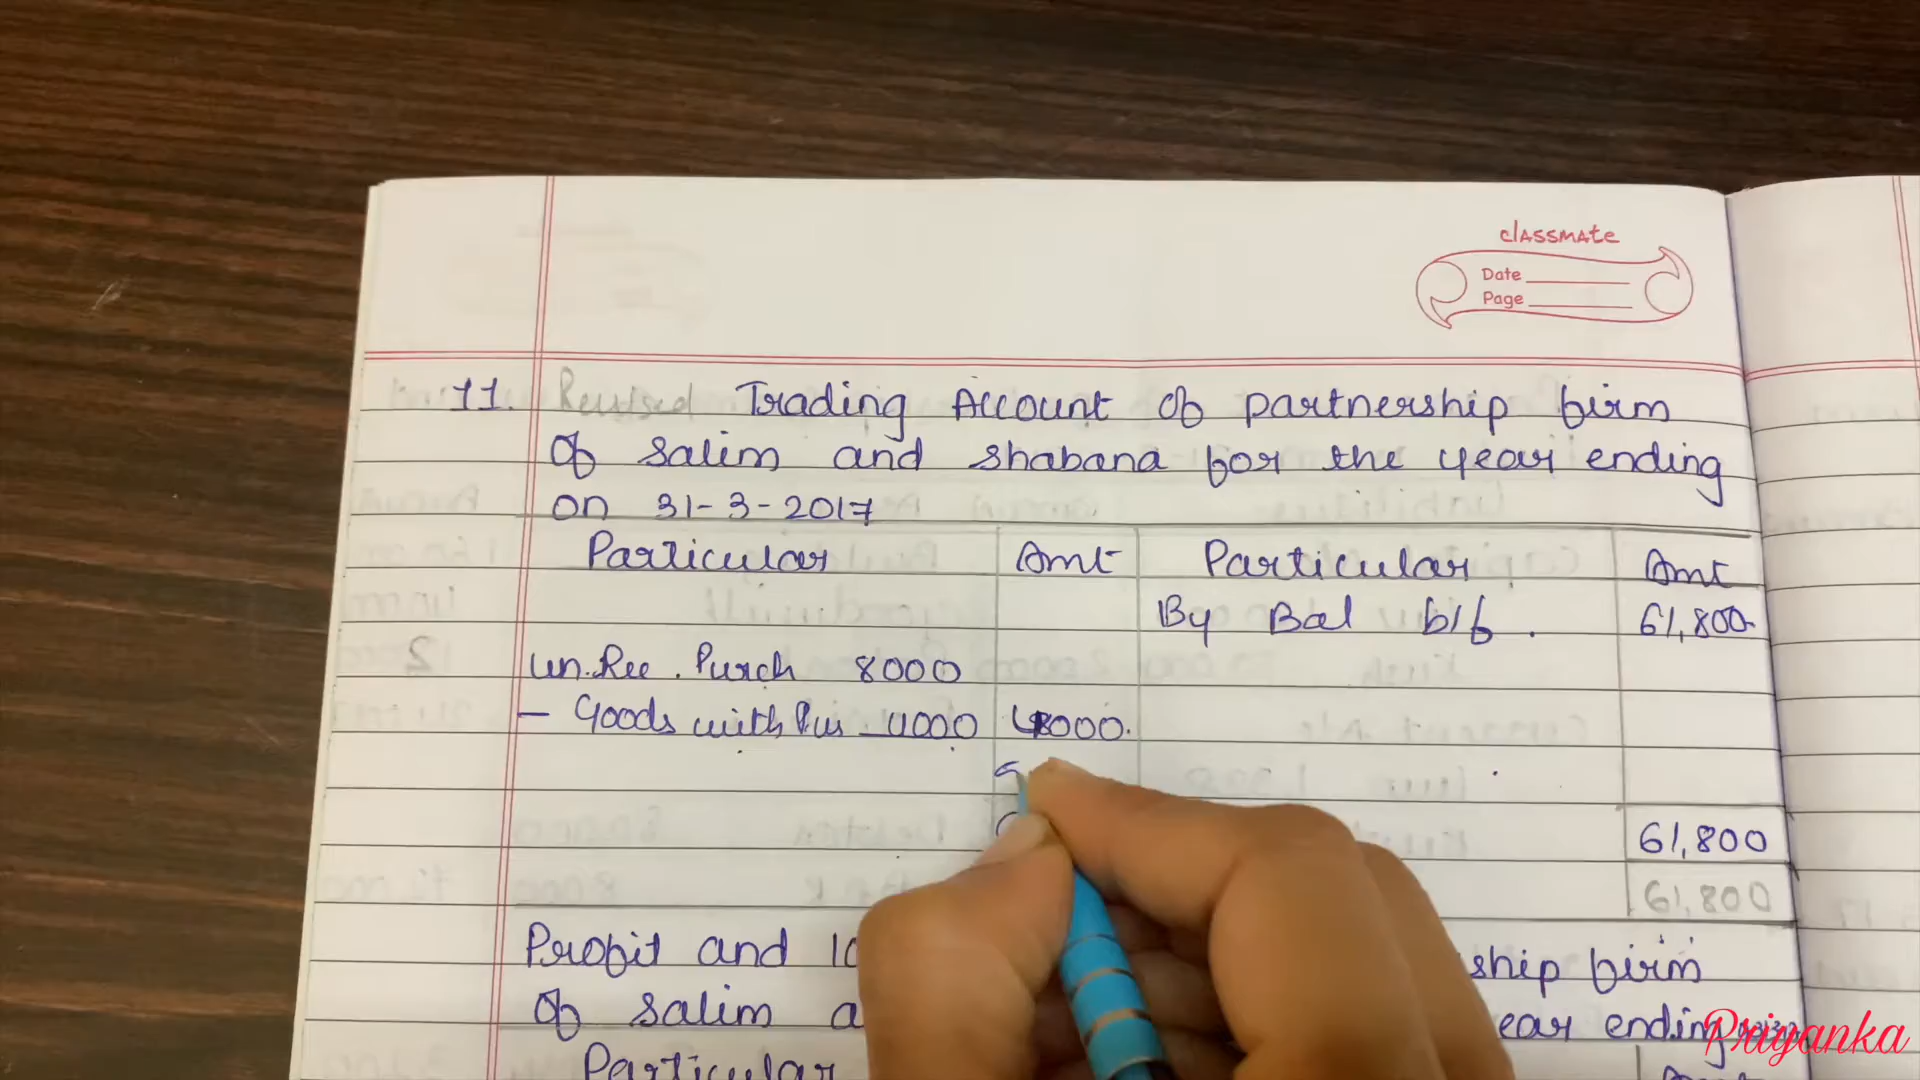 classmate
Date
Page
11. Revised Trading Account of partnership firm
of Salim and Shabana for the year ending
on 31-3-2017
Particular Amt Particular Amt
By Bal b/f . 61,800
un.Rec. Purch 8000
- Goods with Pur 4000 4000.
61,800
61,800
Profit and ship firm
of Salim a ear ending
Particular
Priyanka